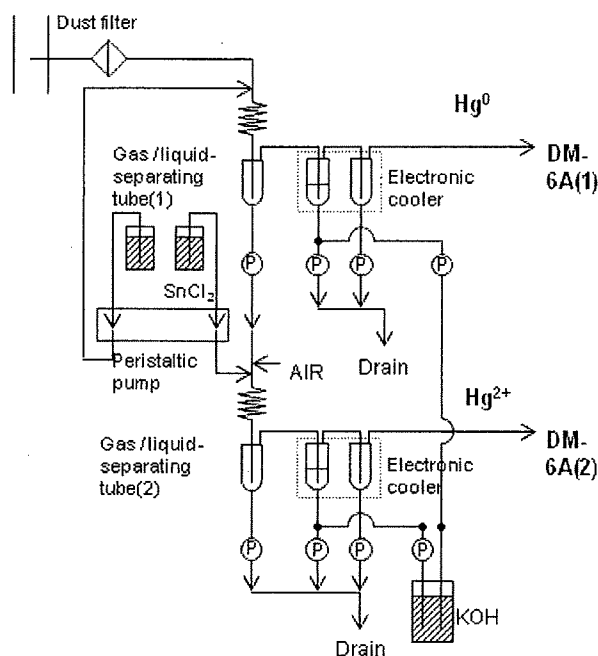 Dust filter
Hg⁰
DM-
6A(1)
Gas/liquid-
separating
tube(1)
Electronic
cooler
SnCl₂
P
P
P
P
Peristaltic
pump
AIR
Drain
Hg²⁺
DM-
6A(2)
Gas/liquid-
separating
tube(2)
Electronic
cooler
P
P
P
P
KOH
Drain